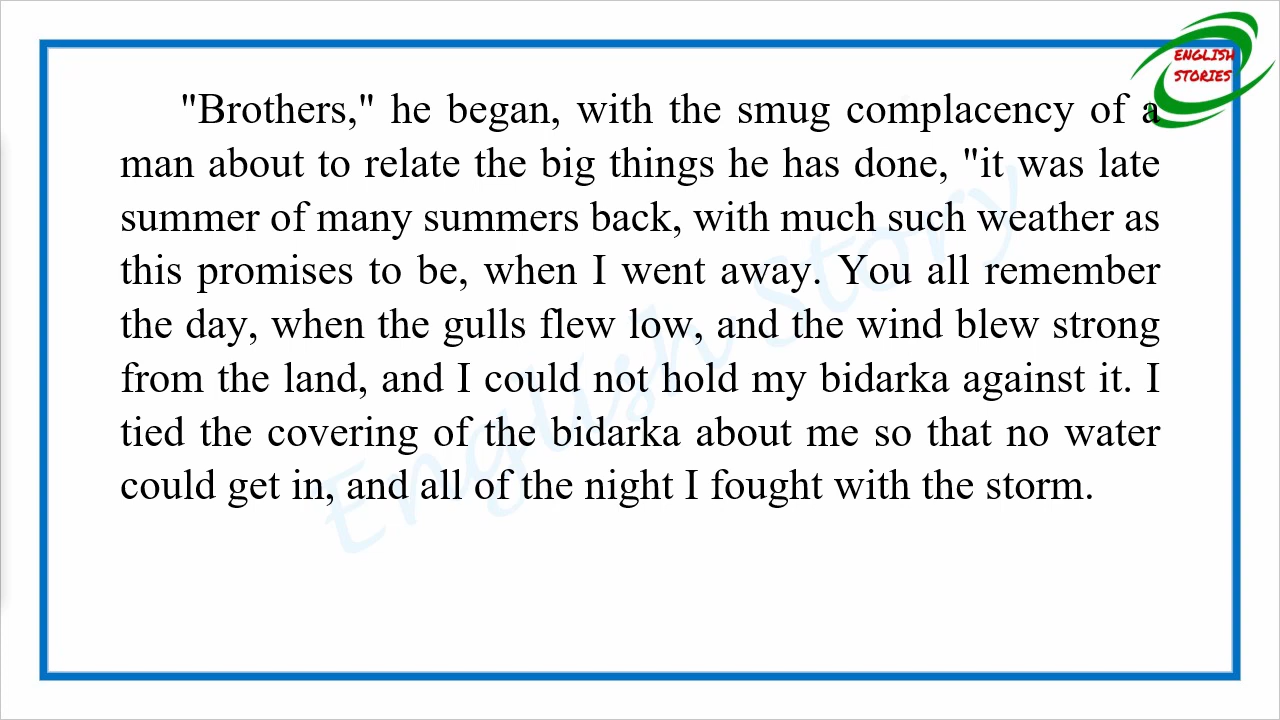 ENGLISH
STORIES
"Brothers," he began, with the smug complacency of a
man about to relate the big things he has done, "it was late
summer of many summers back, with much such weather as
this promises to be, when I went away. You all remember
the day, when the gulls flew low, and the wind blew strong
from the land, and I could not hold my bidarka against it. I
tied the covering of the bidarka about me so that no water
could get in, and all of the night I fought with the storm.
English Story